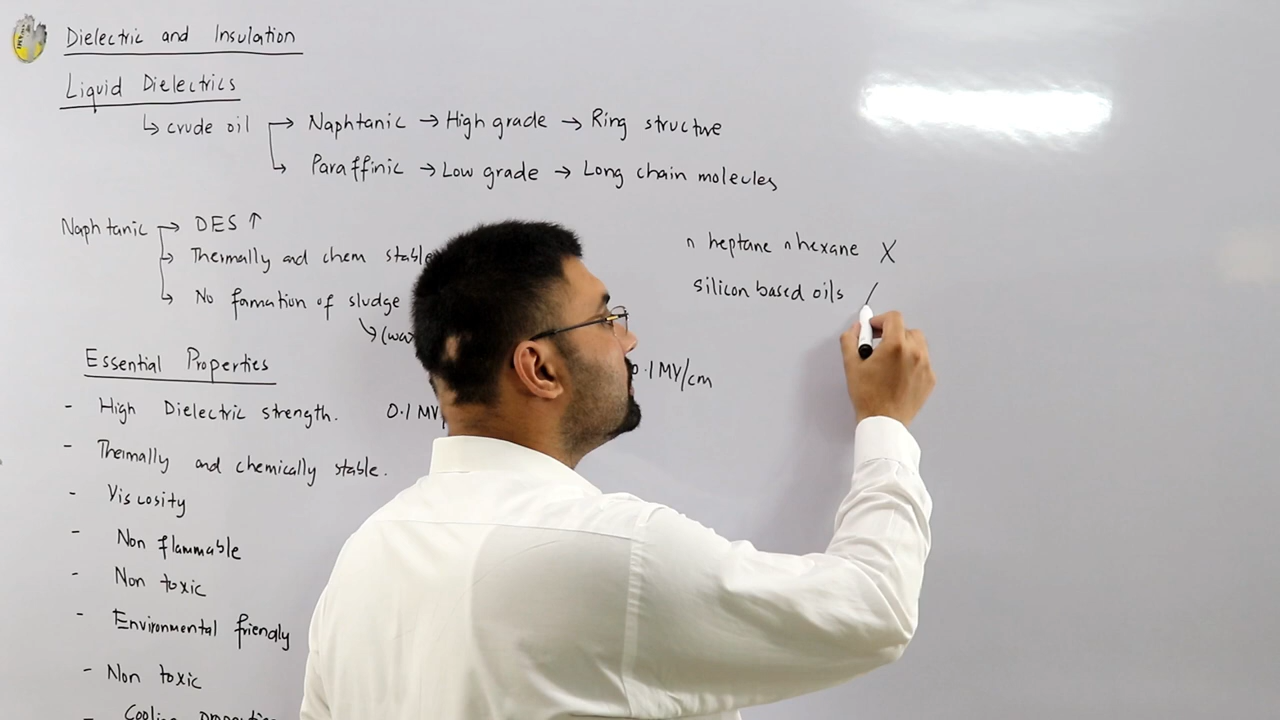 Dielectric and Insulation
Liquid Dielectrics
↳ crude oil → Naphtanic → High grade → Ring structure
↳ Paraffinic → Low grade → Long chain molecules
Naphtanic → DES ↑
→ Thermally and chem stable
↳ No famation of sludge
n heptane n hexane X
silicon based oils /
Essential Properties
0.1 MV/cm
- High Dielectric strength. 0.1 MV
- Thermally and chemically stable.
- Viscosity
- Non flammable
- Non toxic
- Environmental friendly
- Non toxic
- Cooling